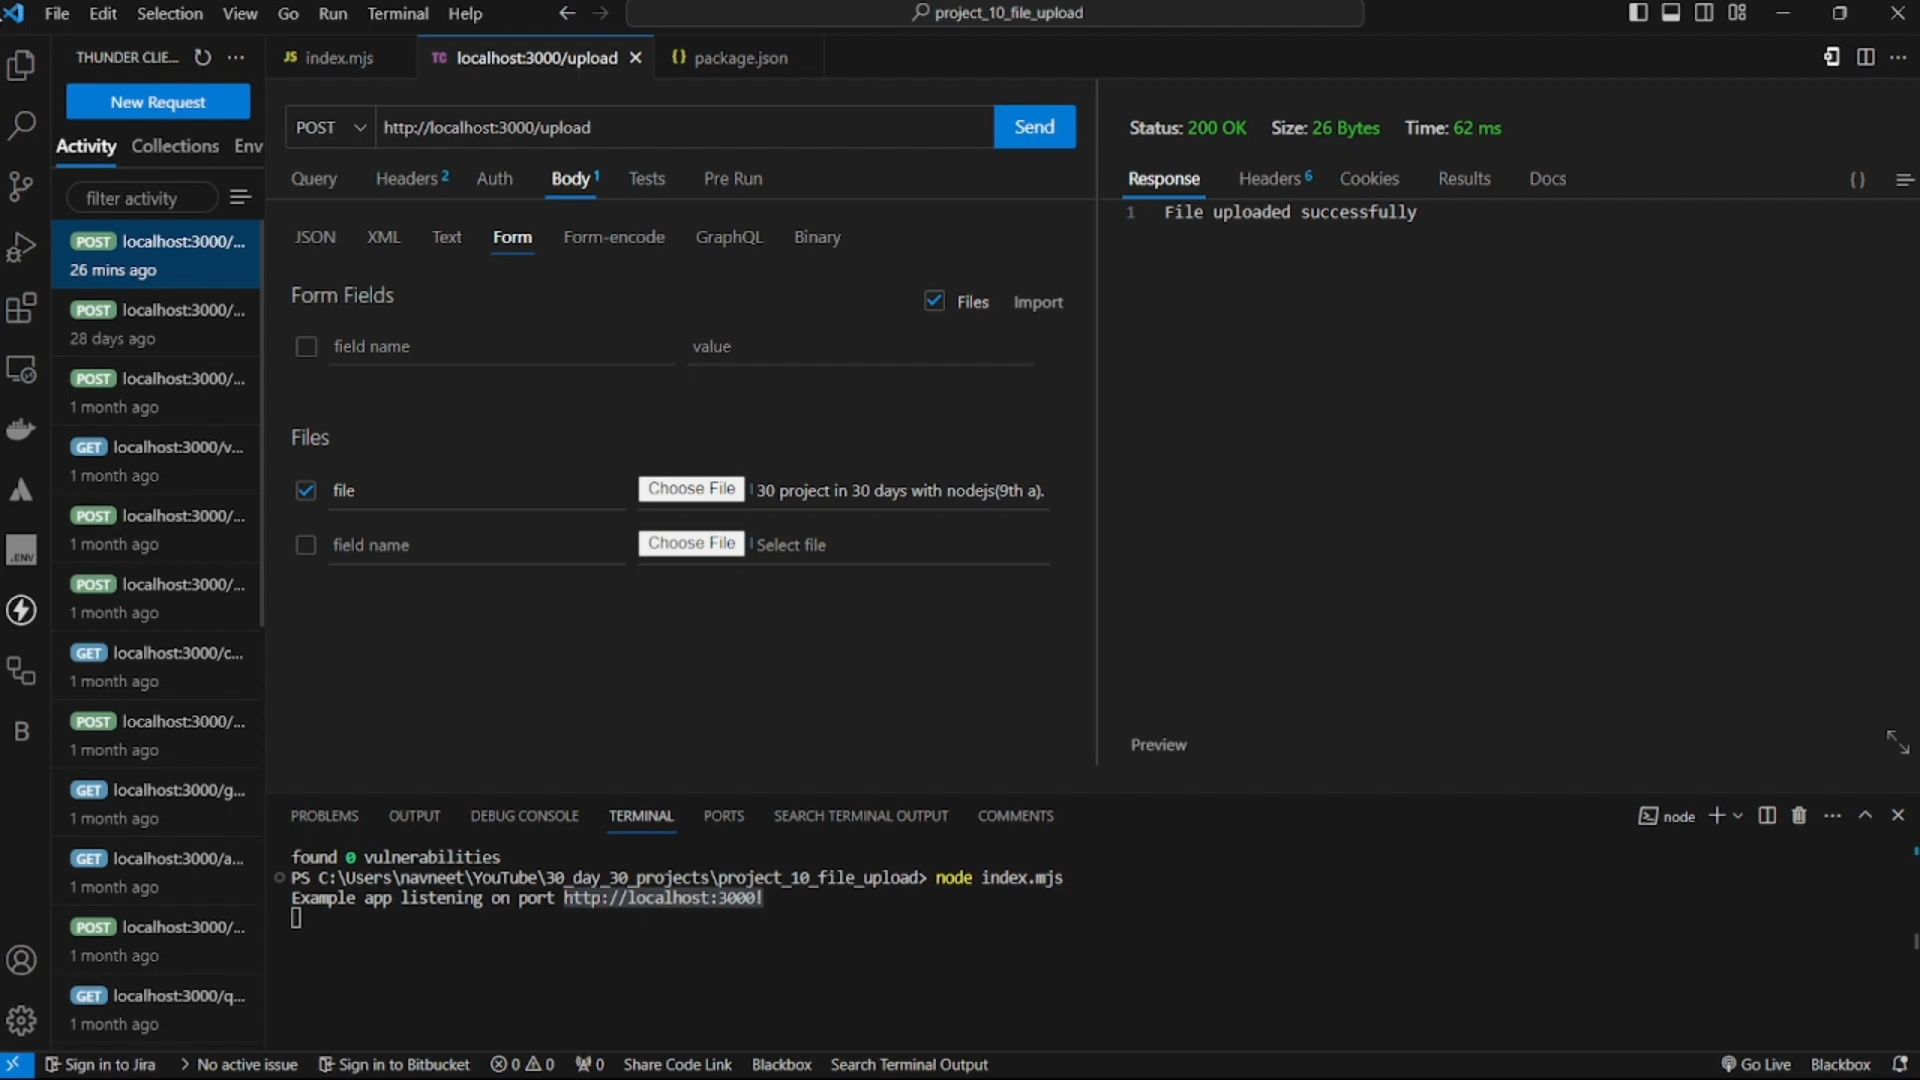 File Edit Selection View Go Run Terminal Help
project_10_file_upload
THUNDER CLIE...
JS index.mjs
TC localhost:3000/upload
{} package.json
New Request
Activity Collections Env
filter activity
POST localhost:3000/...
26 mins ago
POST localhost:3000/...
28 days ago
POST localhost:3000/...
1 month ago
GET localhost:3000/v...
1 month ago
POST localhost:3000/...
1 month ago
POST localhost:3000/...
1 month ago
GET localhost:3000/c...
1 month ago
POST localhost:3000/...
1 month ago
GET localhost:3000/g...
1 month ago
GET localhost:3000/a...
1 month ago
POST localhost:3000/...
1 month ago
GET localhost:3000/q...
1 month ago
.ENV
B
POST http://localhost:3000/upload Send
Query Headers 2 Auth Body 1 Tests Pre Run
JSON XML Text Form Form-encode GraphQL Binary
Form Fields
Files Import
field name value
Files
file Choose File 30 project in 30 days with nodejs(9th a).
field name Choose File Select file
Status: 200 OK Size: 26 Bytes Time: 62 ms
Response Headers 6 Cookies Results Docs { }
1 File uploaded successfully
Preview
PROBLEMS OUTPUT DEBUG CONSOLE TERMINAL PORTS SEARCH TERMINAL OUTPUT COMMENTS
node
found 0 vulnerabilities
PS C:\Users\navneet\YouTube\30_day_30_projects\project_10_file_upload> node index.mjs
Example app listening on port http://localhost:3000!
Sign in to Jira No active issue Sign in to Bitbucket 0 0 0 Share Code Link Blackbox Search Terminal Output Go Live Blackbox